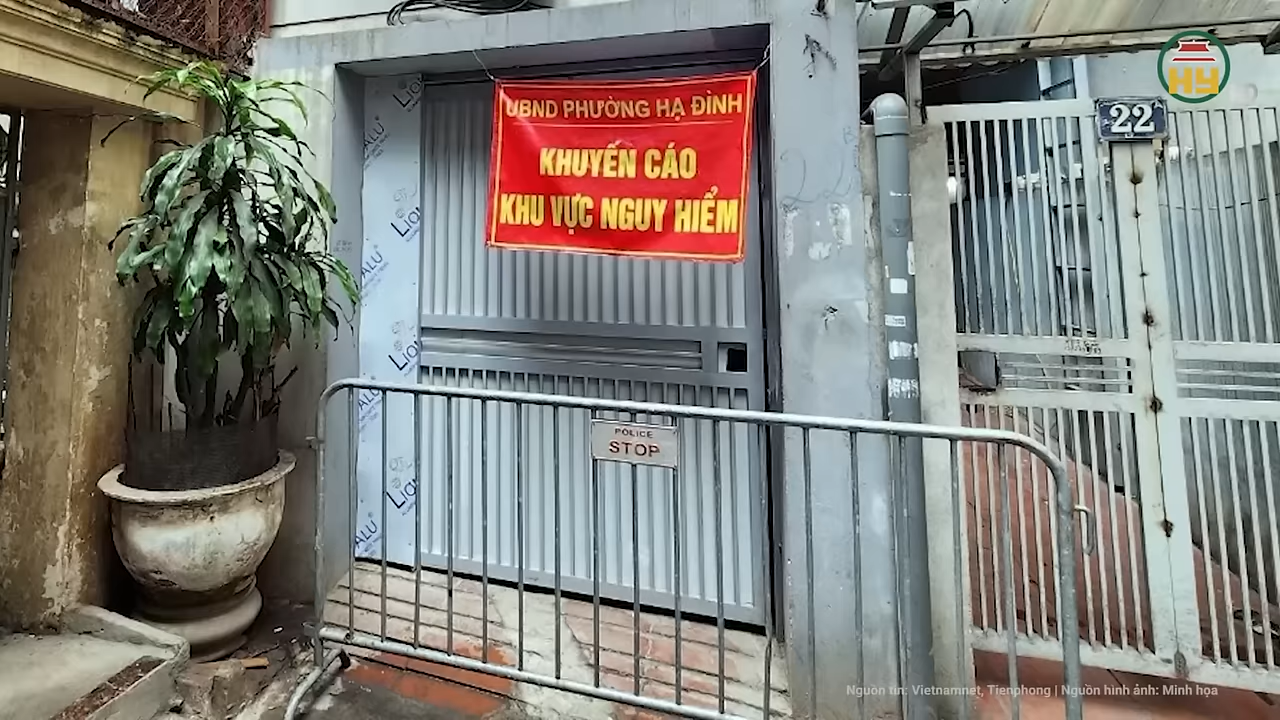 HY
UBND PHƯỜNG HẠ ĐÌNH
KHUYẾN CÁO
KHU VỰC NGUY HIỂM
22
POLICE
STOP
Nguồn tin: Vietnamnet, Tienphong | Nguồn hình ảnh: Minh họa